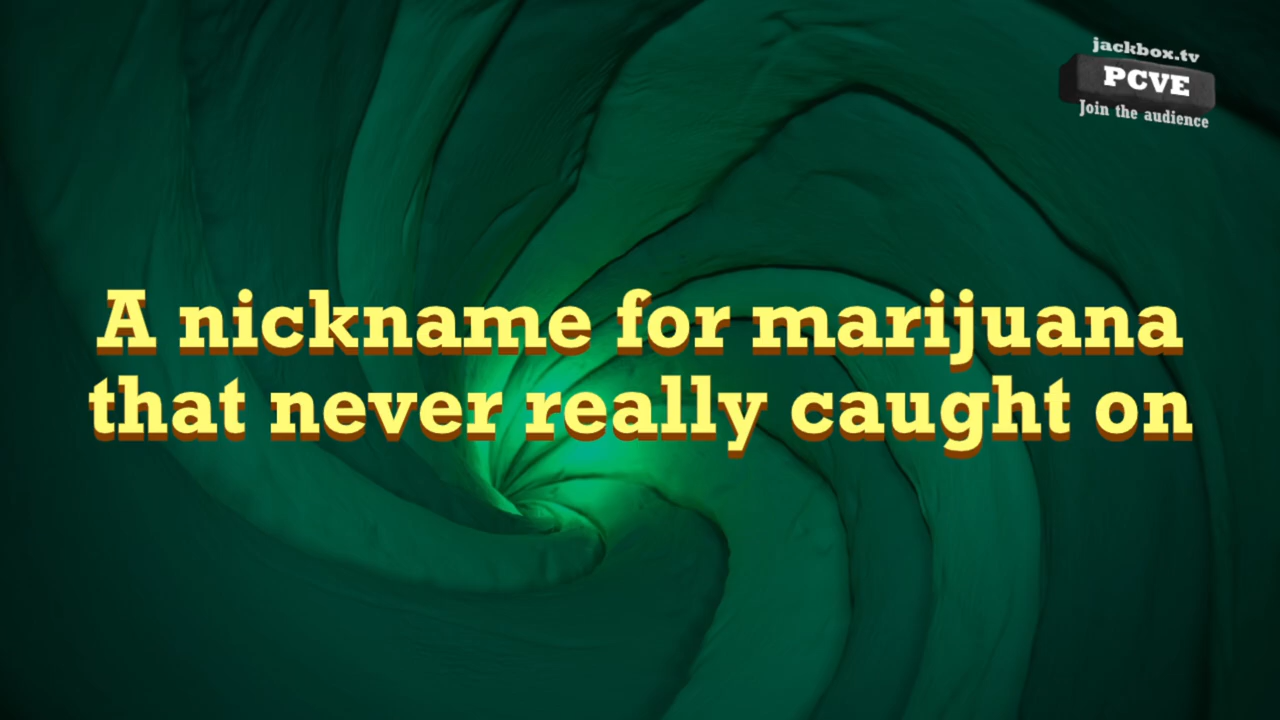 jackbox.tv
PCVE
Join the audience
A nickname for marijuana
that never really caught on